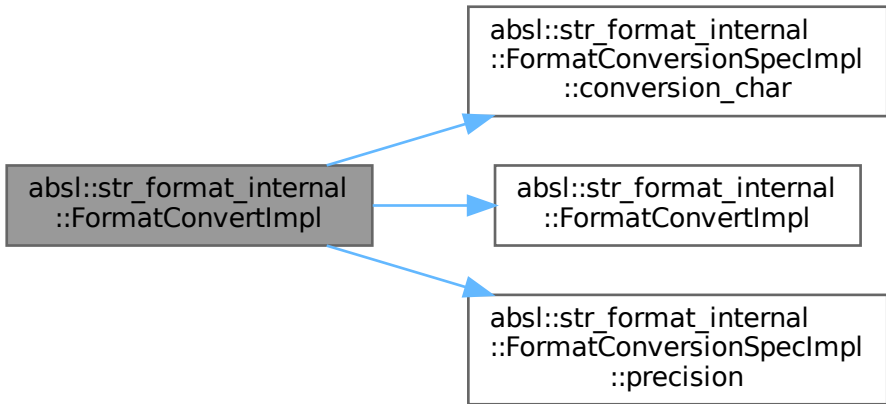 absl::str_format_internal
::FormatConversionSpecImpl
::conversion_char
absl::str_format_internal
::FormatConvertImpl
absl::str_format_internal
::FormatConvertImpl
absl::str_format_internal
::FormatConversionSpecImpl
::precision